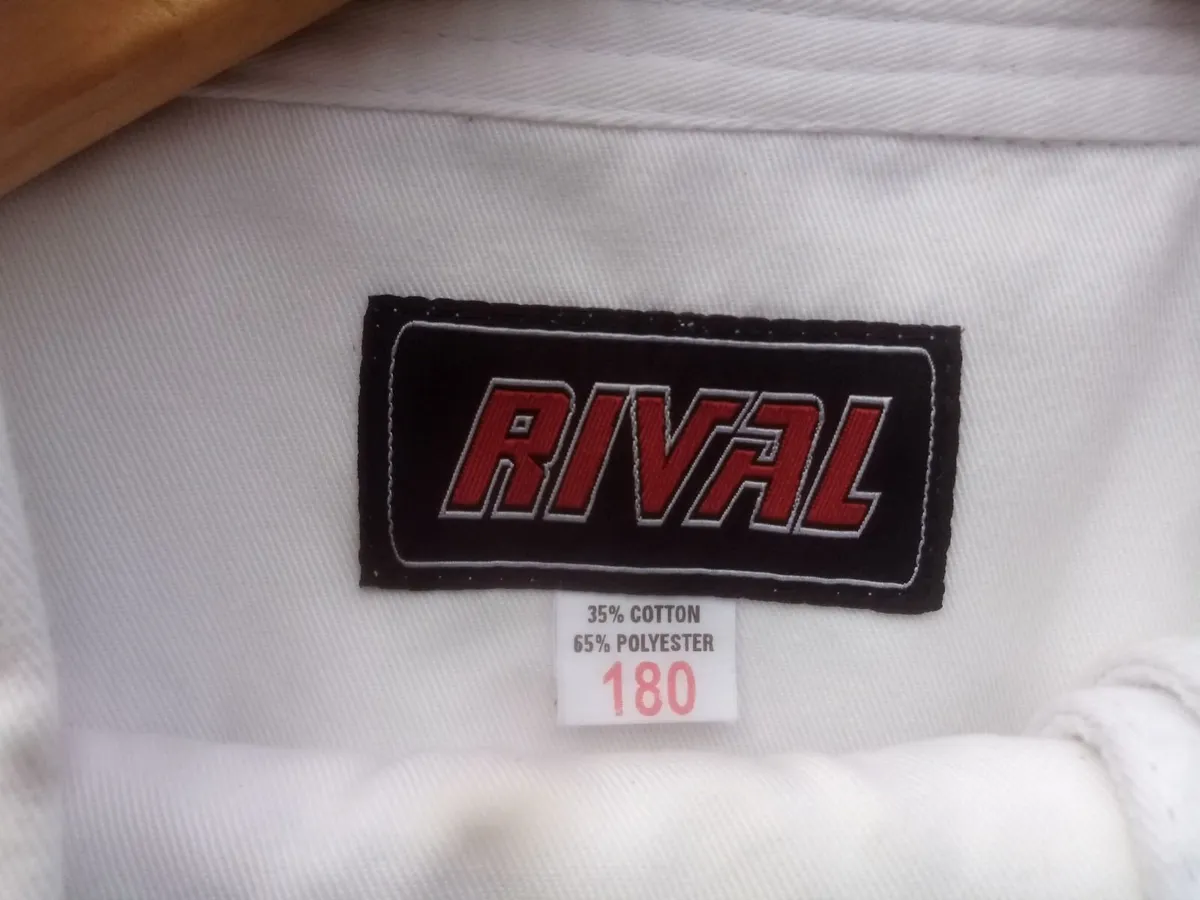 RIVAL
35% COTTON
65% POLYESTER
180